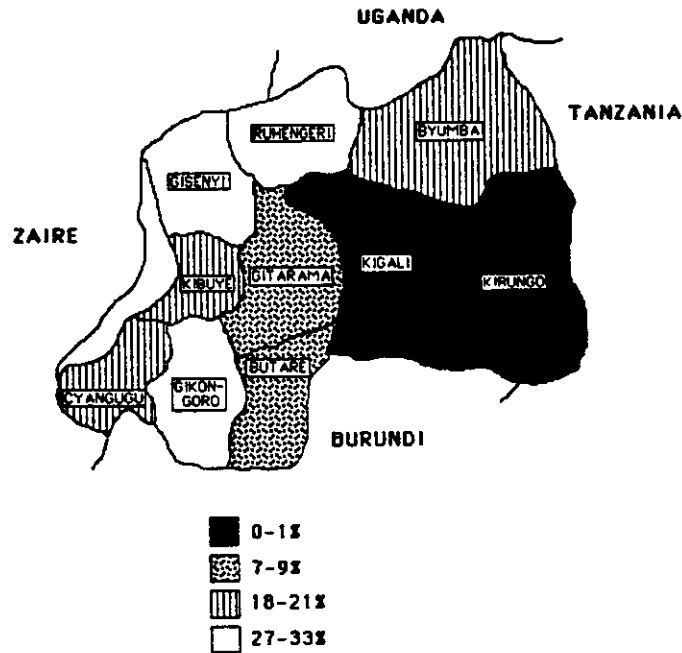 UGANDA
TANZANIA
RUHENGERI
BYUMBA
GISENYI
ZAIRE
KIGALI
KIBUYE
GITARAMA
KIRUNGO
BUTARE
GIKON-
GORO
CYANGUGU
BURUNDI
0-1%
7-9%
18-21%
27-33%